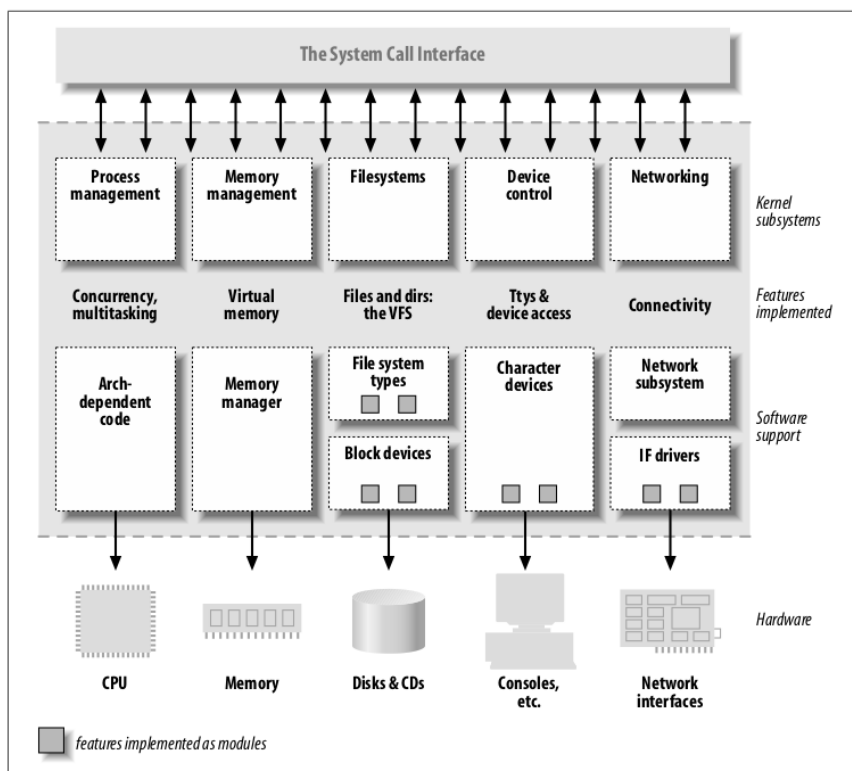 The System Call Interface
Process
management
Memory
management
Filesystems
Device
control
Networking
Kernel
subsystems
Concurrency,
multitasking
Virtual
memory
Files and dirs:
the VFS
Ttys &
device access
Connectivity
Features
implemented
Arch-
dependent
code
Memory
manager
File system
types
Block devices
Character
devices
Network
subsystem
IF drivers
Software
support
Hardware
CPU
Memory
Disks & CDs
Consoles,
etc.
Network
interfaces
features implemented as modules